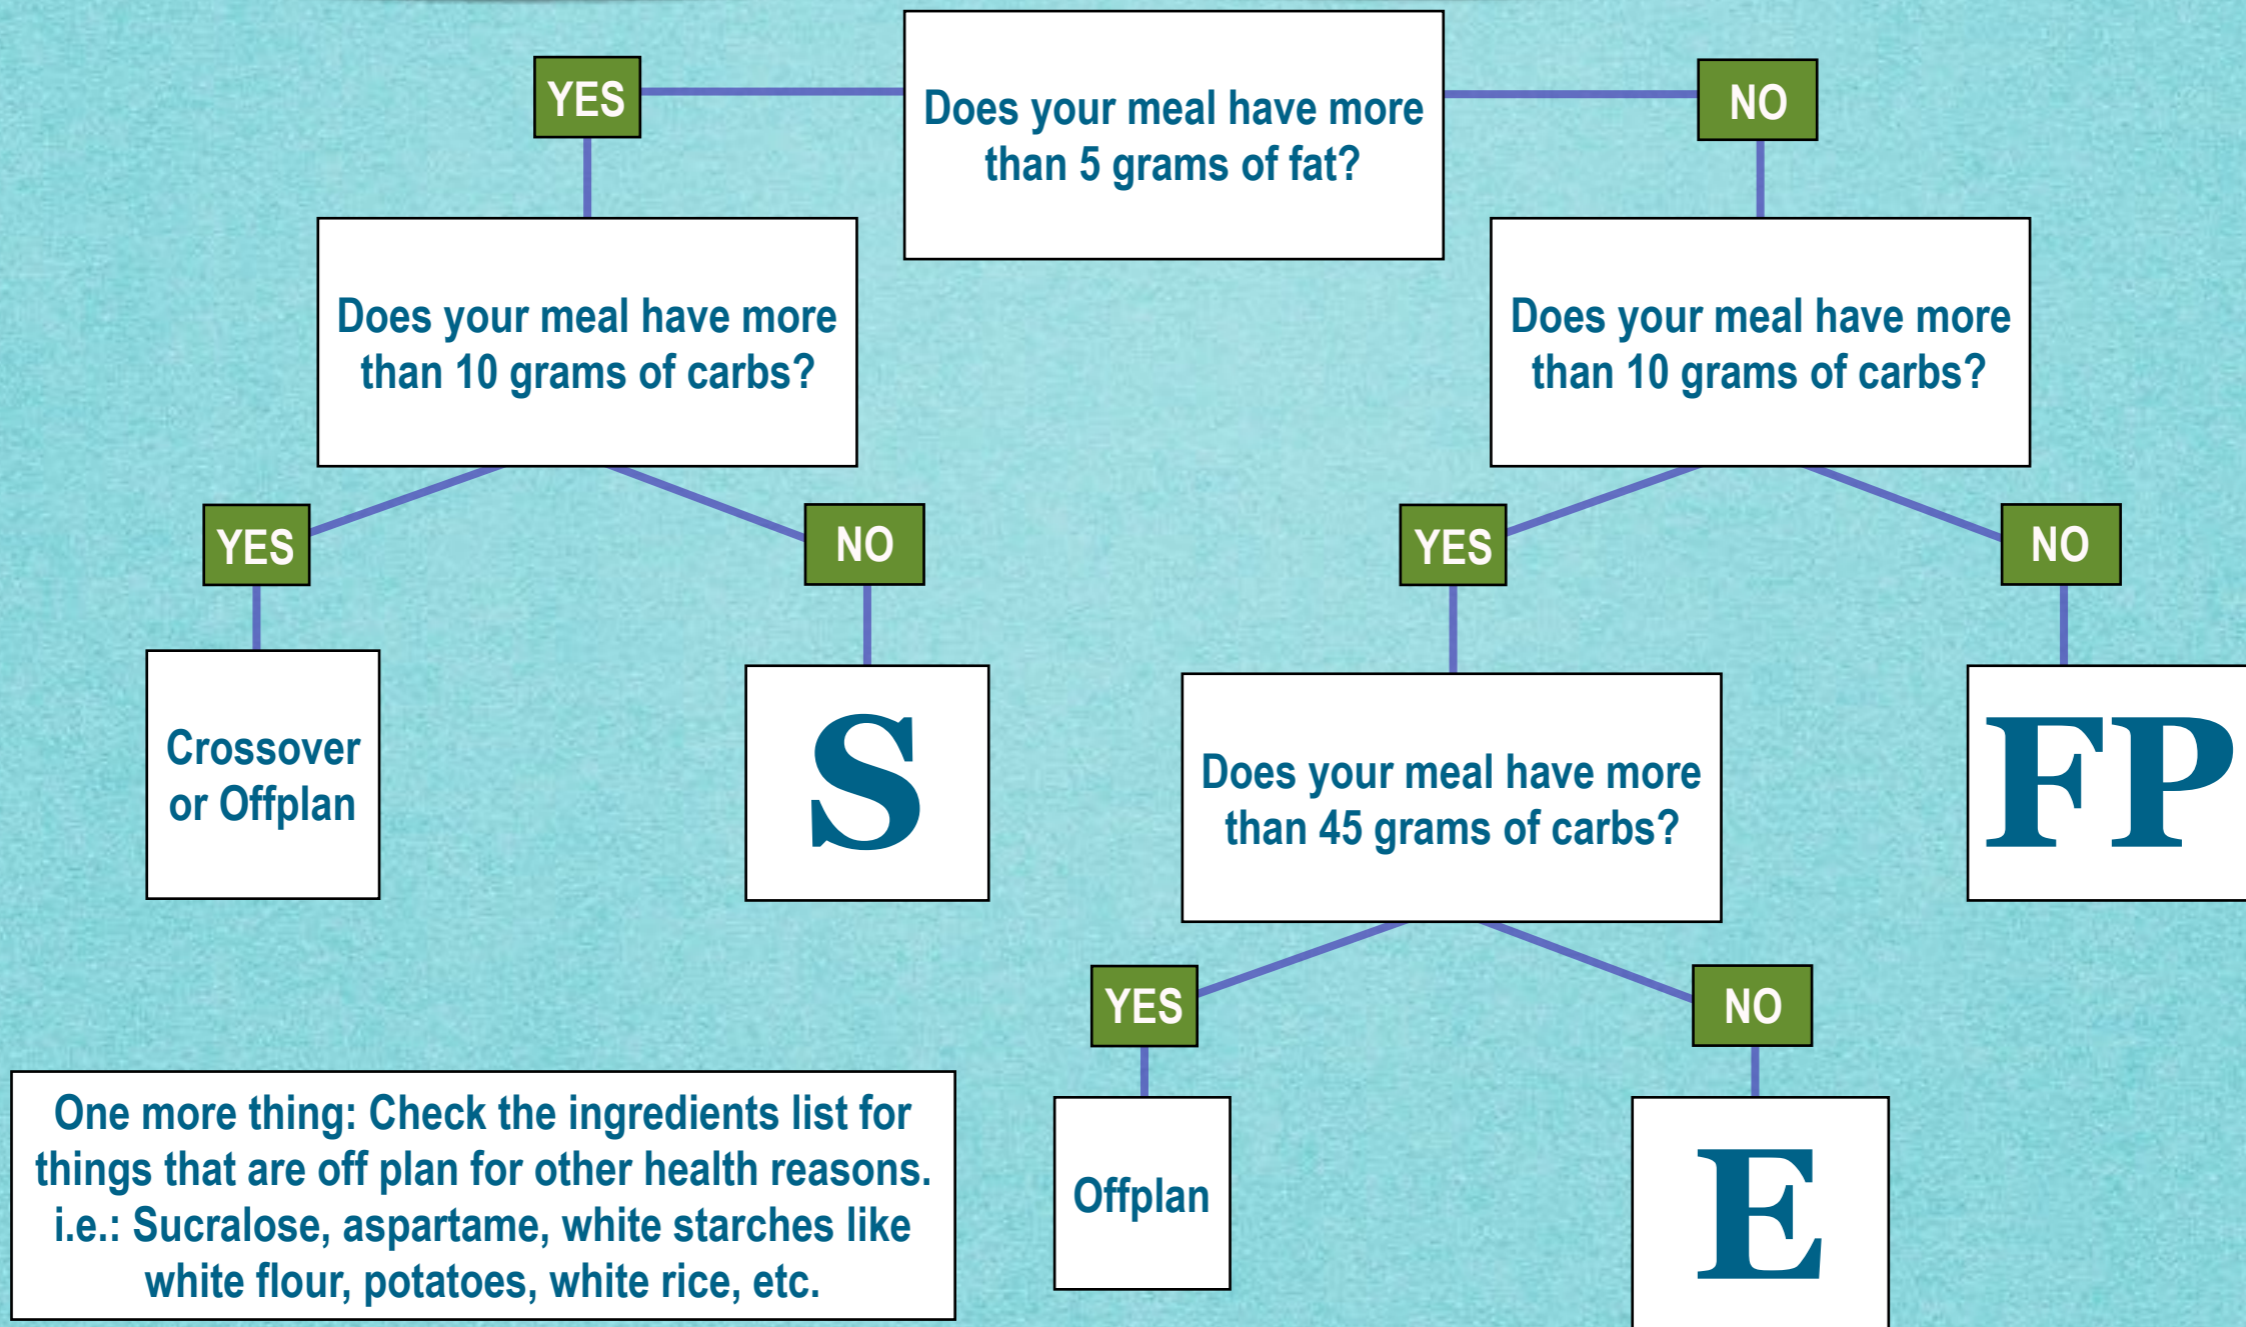 Does your meal have more
than 5 grams of fat?
YES
NO
Does your meal have more
than 10 grams of carbs?
Does your meal have more
than 10 grams of carbs?
YES
NO
YES
NO
Crossover
or Offplan
S
Does your meal have more
than 45 grams of carbs?
FP
YES
NO
One more thing: Check the ingredients list for
things that are off plan for other health reasons.
i.e.: Sucralose, aspartame, white starches like
white flour, potatoes, white rice, etc.
Offplan
E